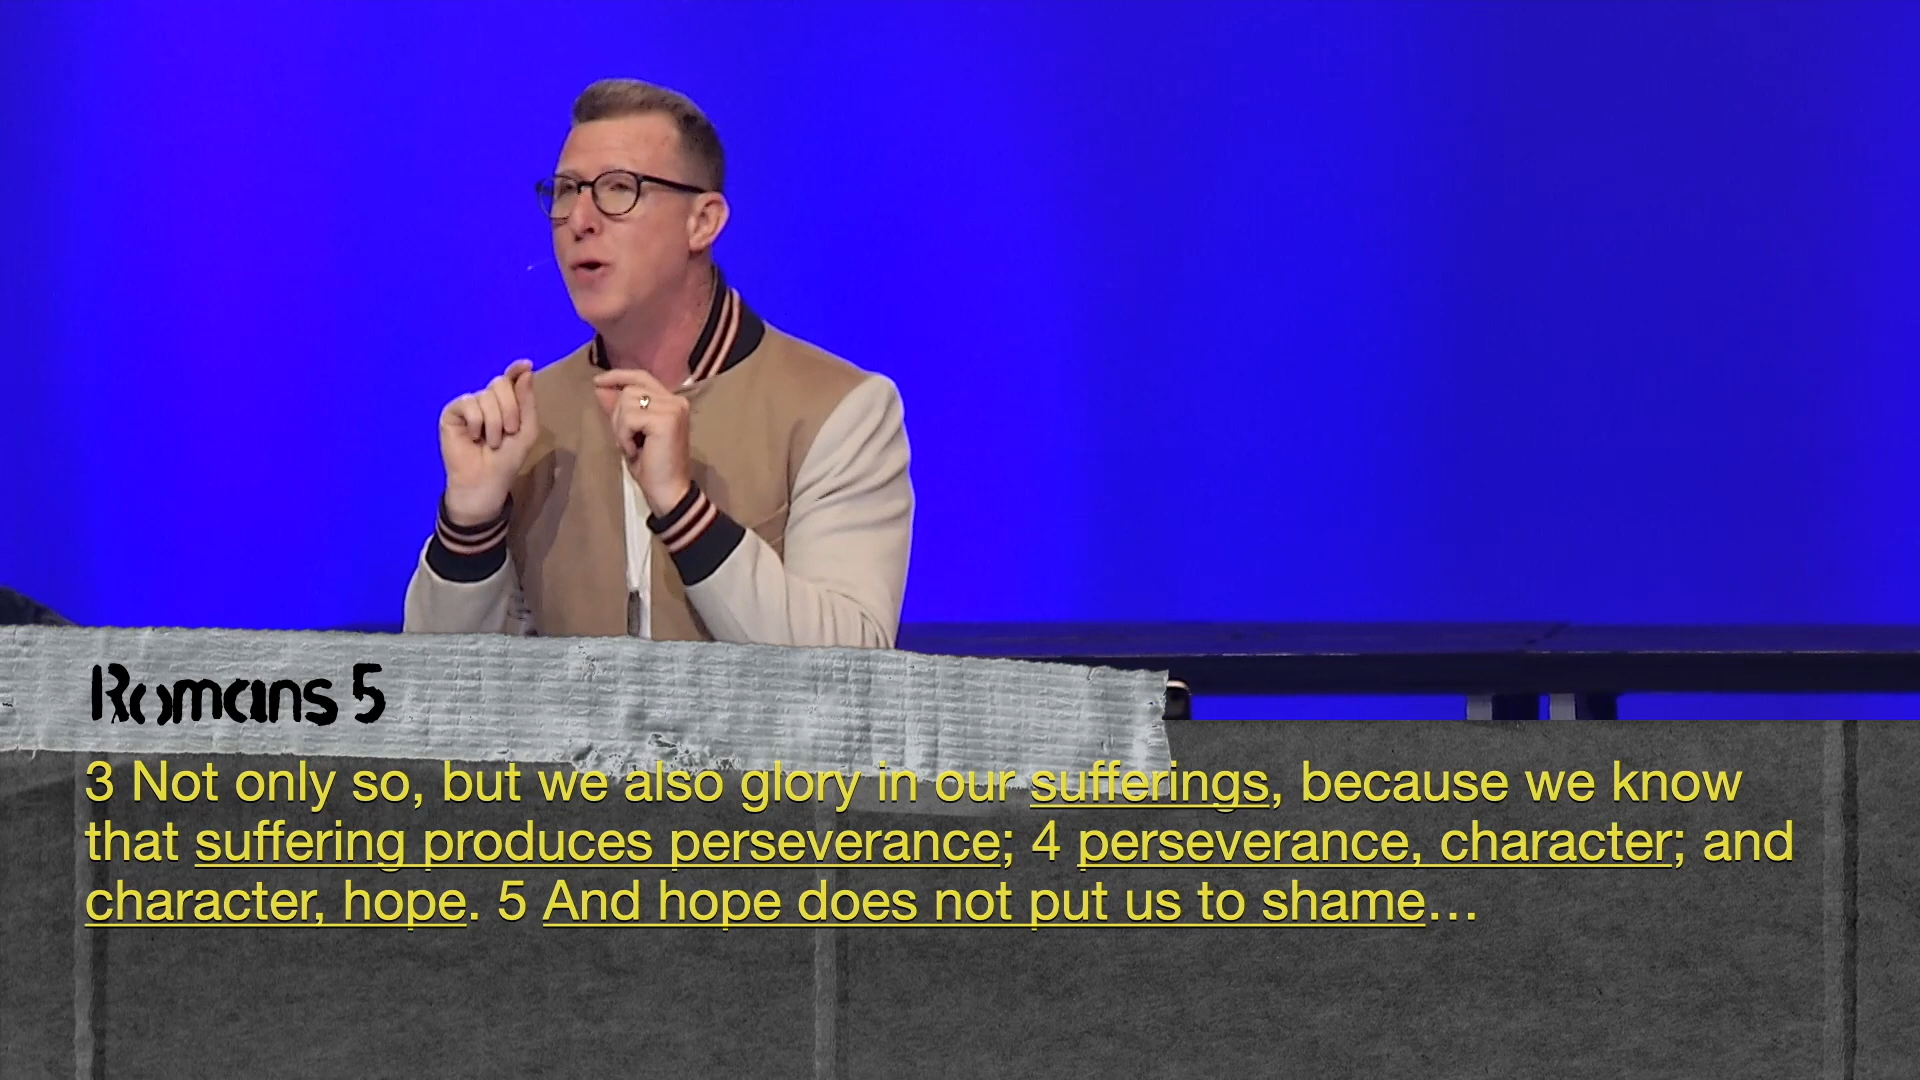 Romans 5
3 Not only so, but we also glory in our sufferings, because we know
that suffering produces perseverance; 4 perseverance, character; and
character, hope. 5 And hope does not put us to shame…